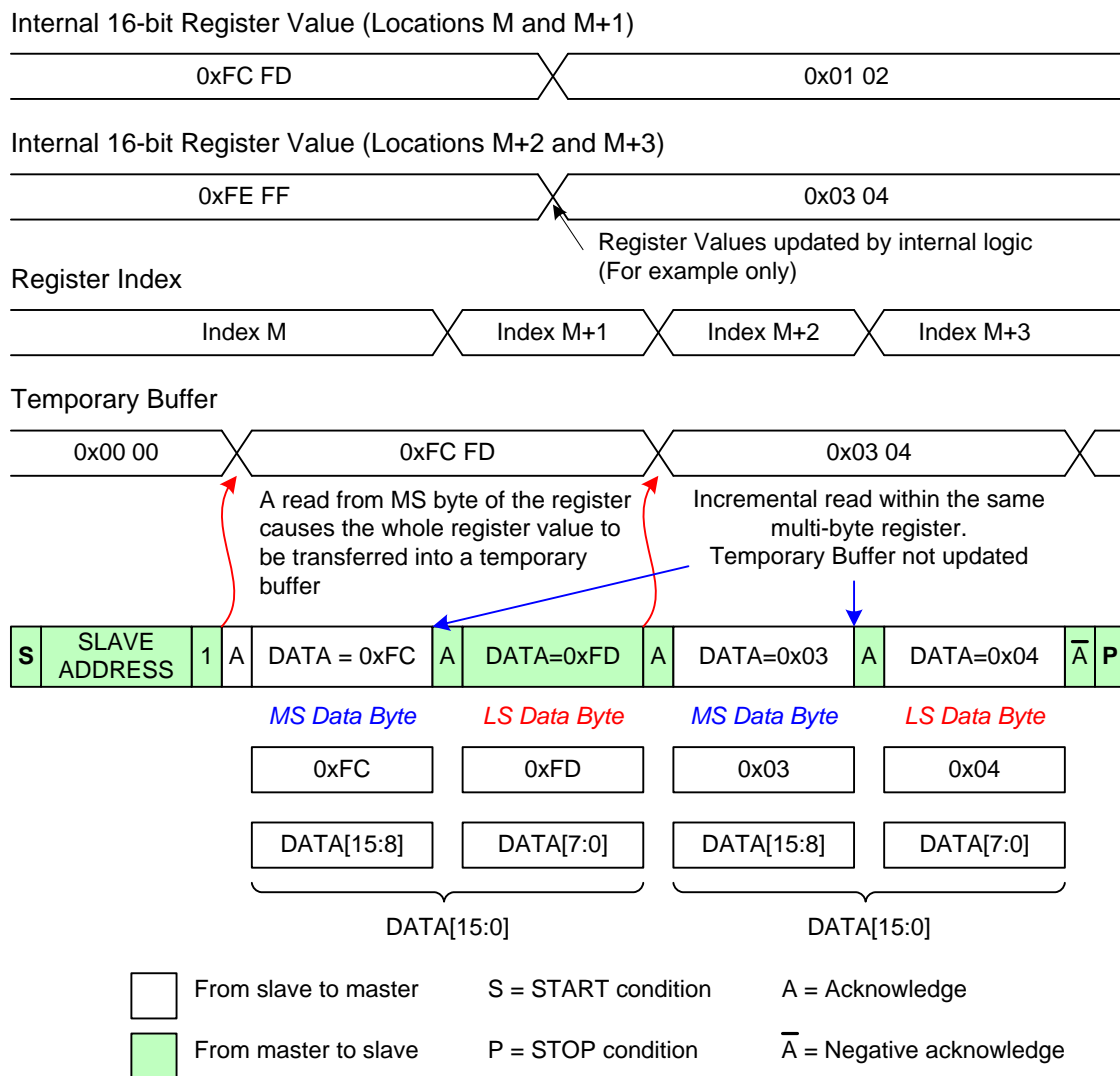 Internal 16-bit Register Value (Locations M and M+1)
0xFC FD
0x01 02
Internal 16-bit Register Value (Locations M+2 and M+3)
0xFE FF
0x03 04
Register Values updated by internal logic
(For example only)
Register Index
Index M
Index M+1
Index M+2
Index M+3
Temporary Buffer
0x00 00
0xFC FD
0x03 04
A read from MS byte of the register
causes the whole register value to
be transferred into a temporary
buffer
Incremental read within the same
multi-byte register.
Temporary Buffer not updated
S
SLAVE
ADDRESS
1
A
DATA = 0xFC
A
DATA=0xFD
A
DATA=0x03
A
DATA=0x04
A̅
P
MS Data Byte
LS Data Byte
MS Data Byte
LS Data Byte
0xFC
0xFD
0x03
0x04
DATA[15:8]
DATA[7:0]
DATA[15:8]
DATA[7:0]
DATA[15:0]
DATA[15:0]
From slave to master
S = START condition
A = Acknowledge
From master to slave
P = STOP condition
A̅ = Negative acknowledge